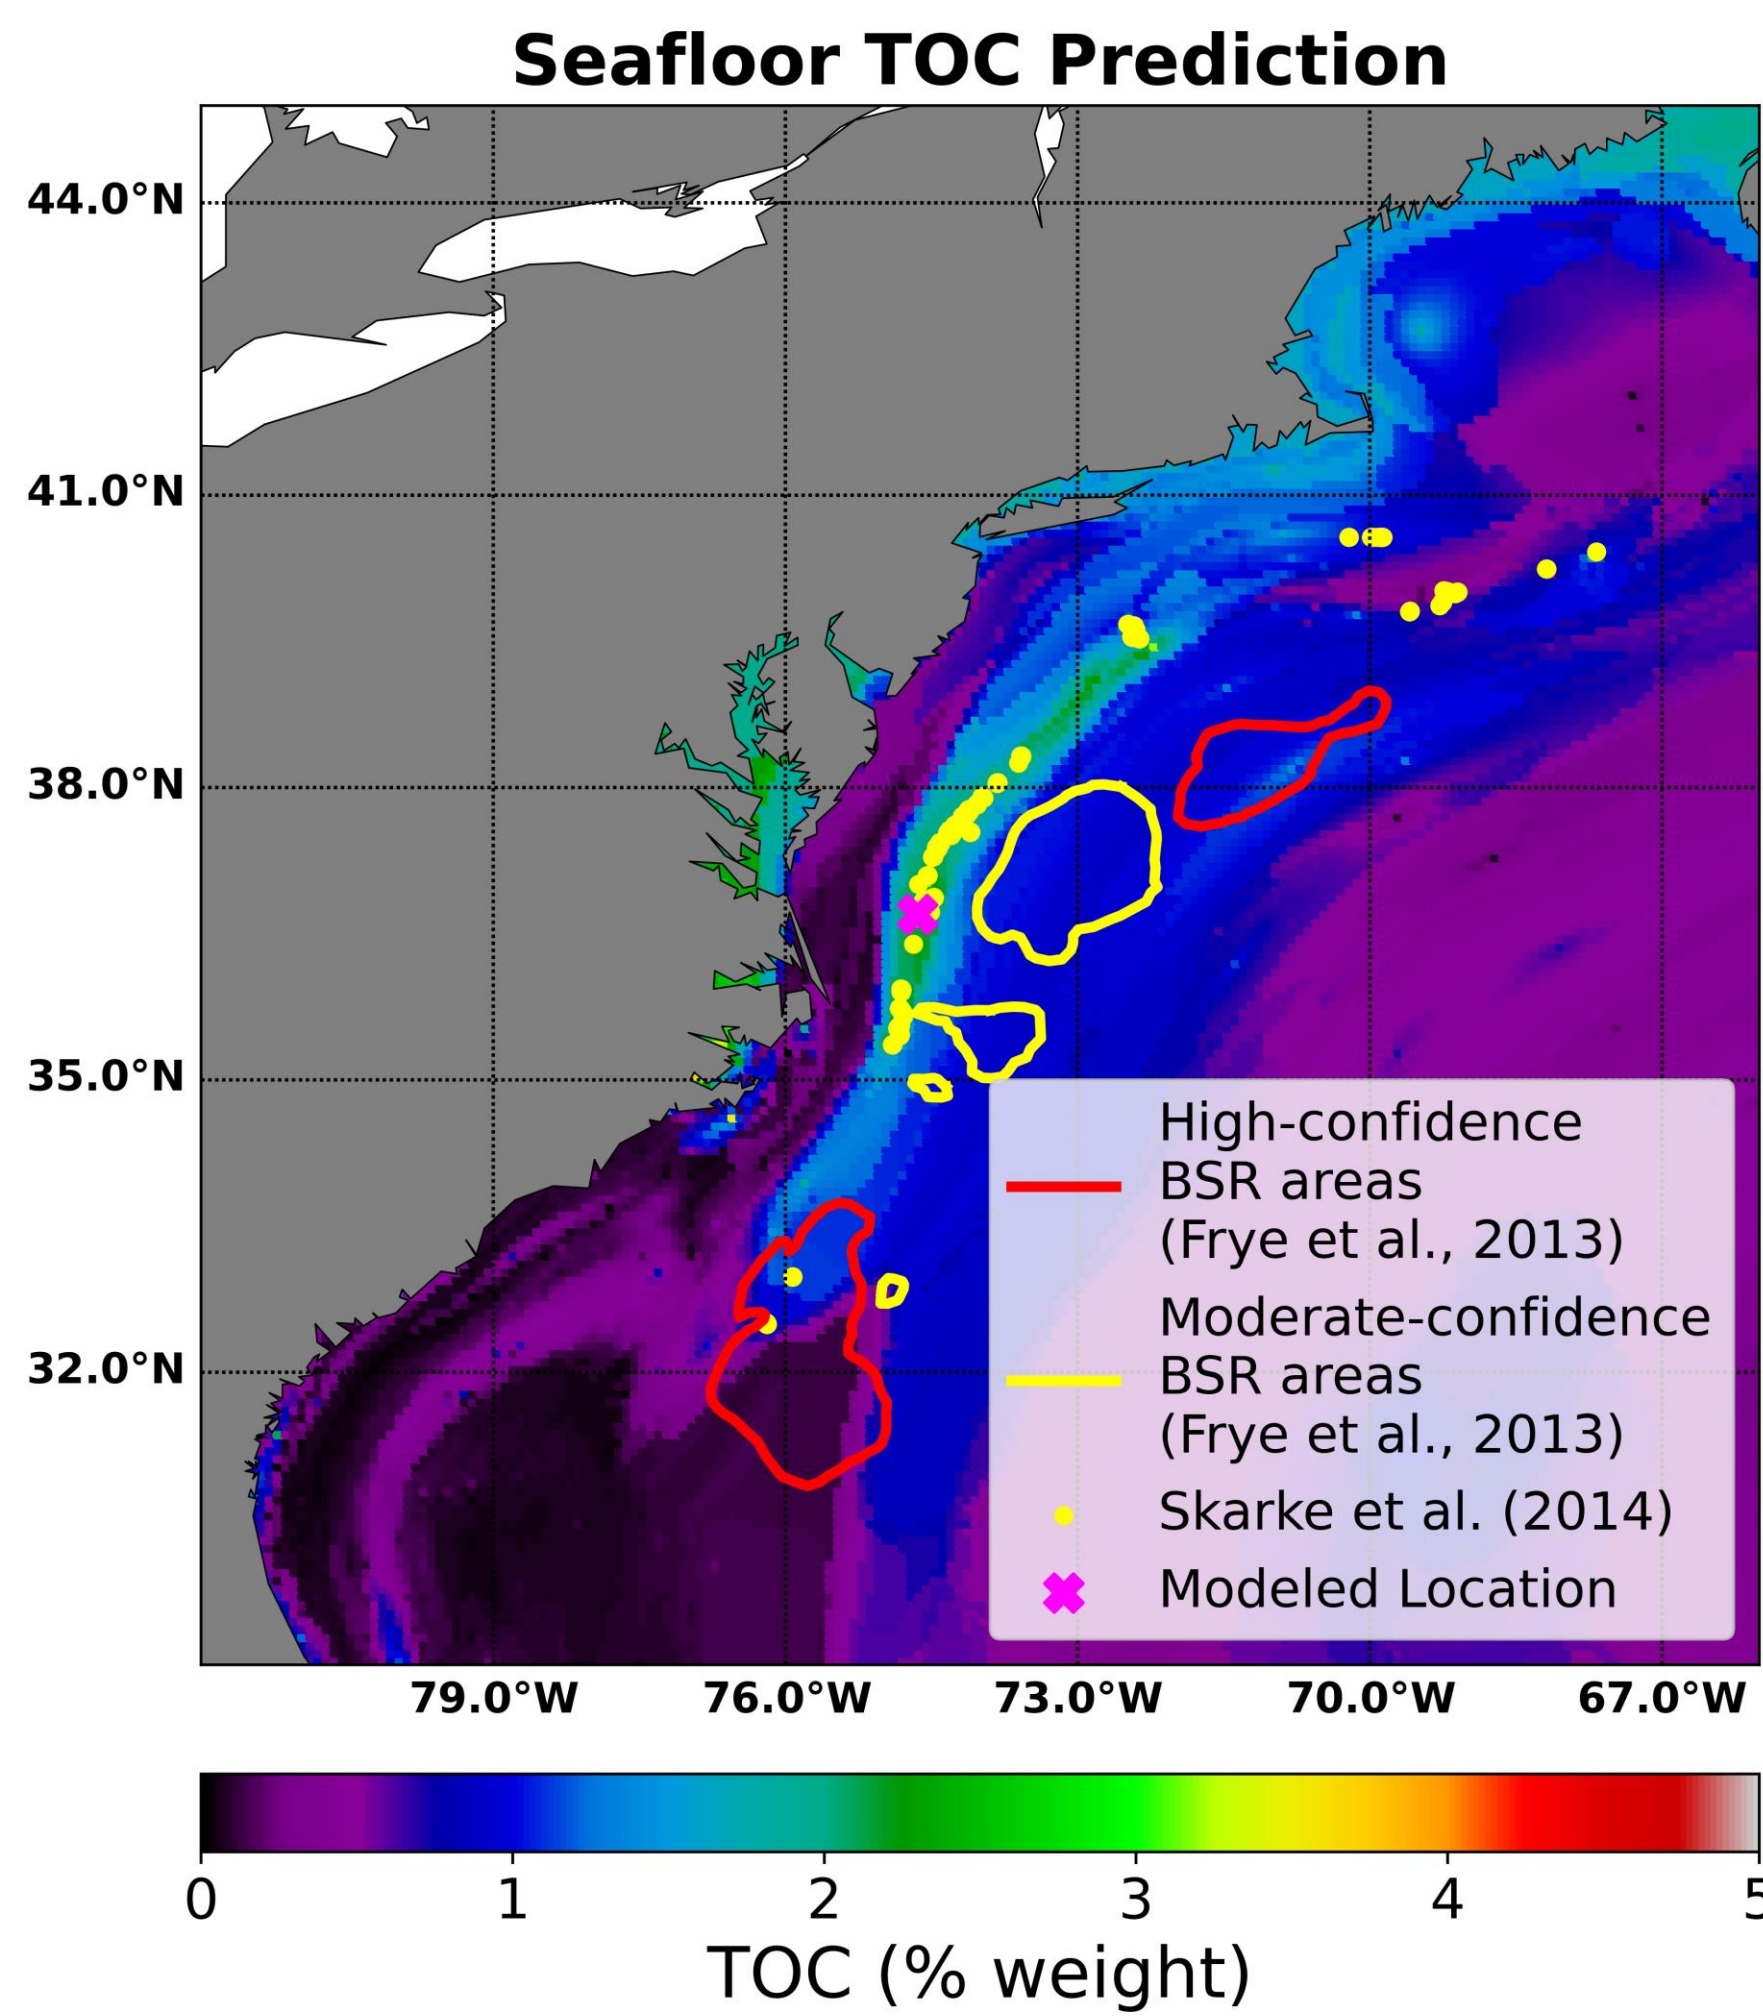 Seafloor TOC Prediction
44.0°N
41.0°N
38.0°N
35.0°N
32.0°N
High-confidence
BSR areas
(Frye et al., 2013)
Moderate-confidence
BSR areas
(Frye et al., 2013)
Skarke et al. (2014)
Modeled Location
79.0°W 76.0°W 73.0°W 70.0°W 67.0°W
0 1 2 3 4 5
TOC (% weight)